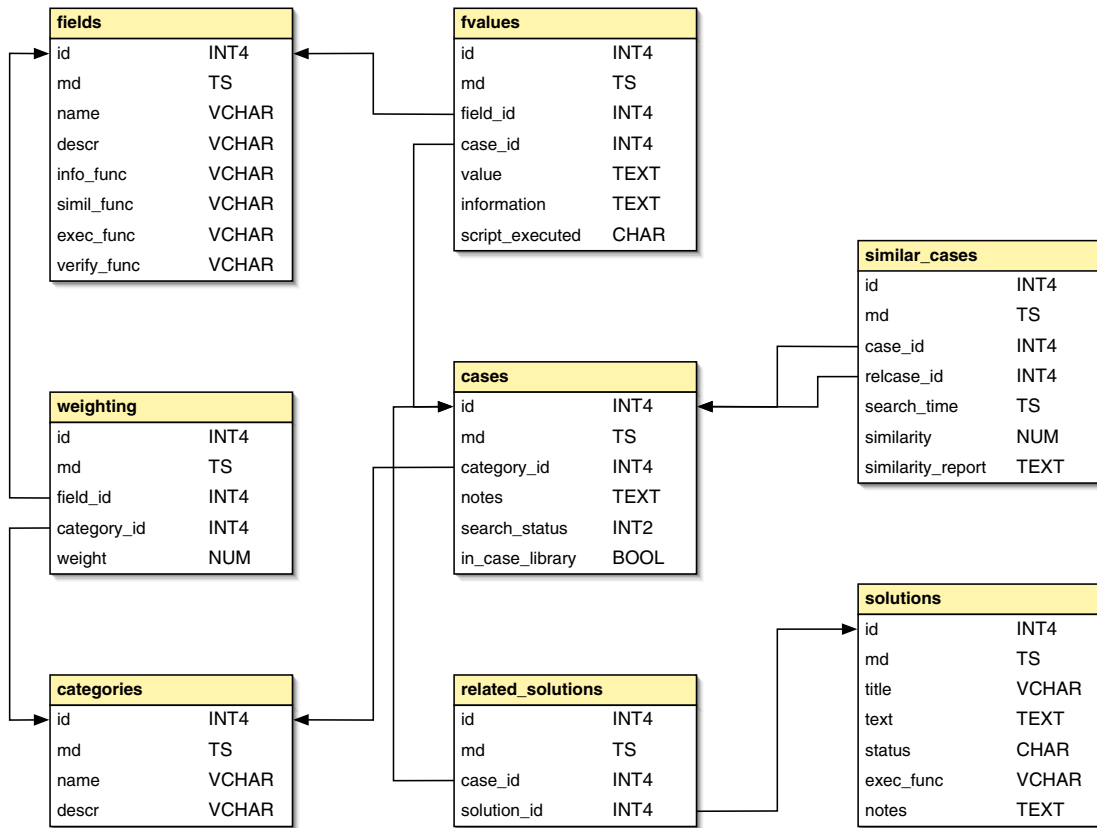 fields
id INT4
md TS
name VCHAR
descr VCHAR
info_func VCHAR
simil_func VCHAR
exec_func VCHAR
verify_func VCHAR
fvalues
id INT4
md TS
field_id INT4
case_id INT4
value TEXT
information TEXT
script_executed CHAR
similar_cases
id INT4
md TS
case_id INT4
relcase_id INT4
search_time TS
similarity NUM
similarity_report TEXT
weighting
id INT4
md TS
field_id INT4
category_id INT4
weight NUM
cases
id INT4
md TS
category_id INT4
notes TEXT
search_status INT2
in_case_library BOOL
solutions
id INT4
md TS
title VCHAR
text TEXT
status CHAR
exec_func VCHAR
notes TEXT
categories
id INT4
md TS
name VCHAR
descr VCHAR
related_solutions
id INT4
md TS
case_id INT4
solution_id INT4